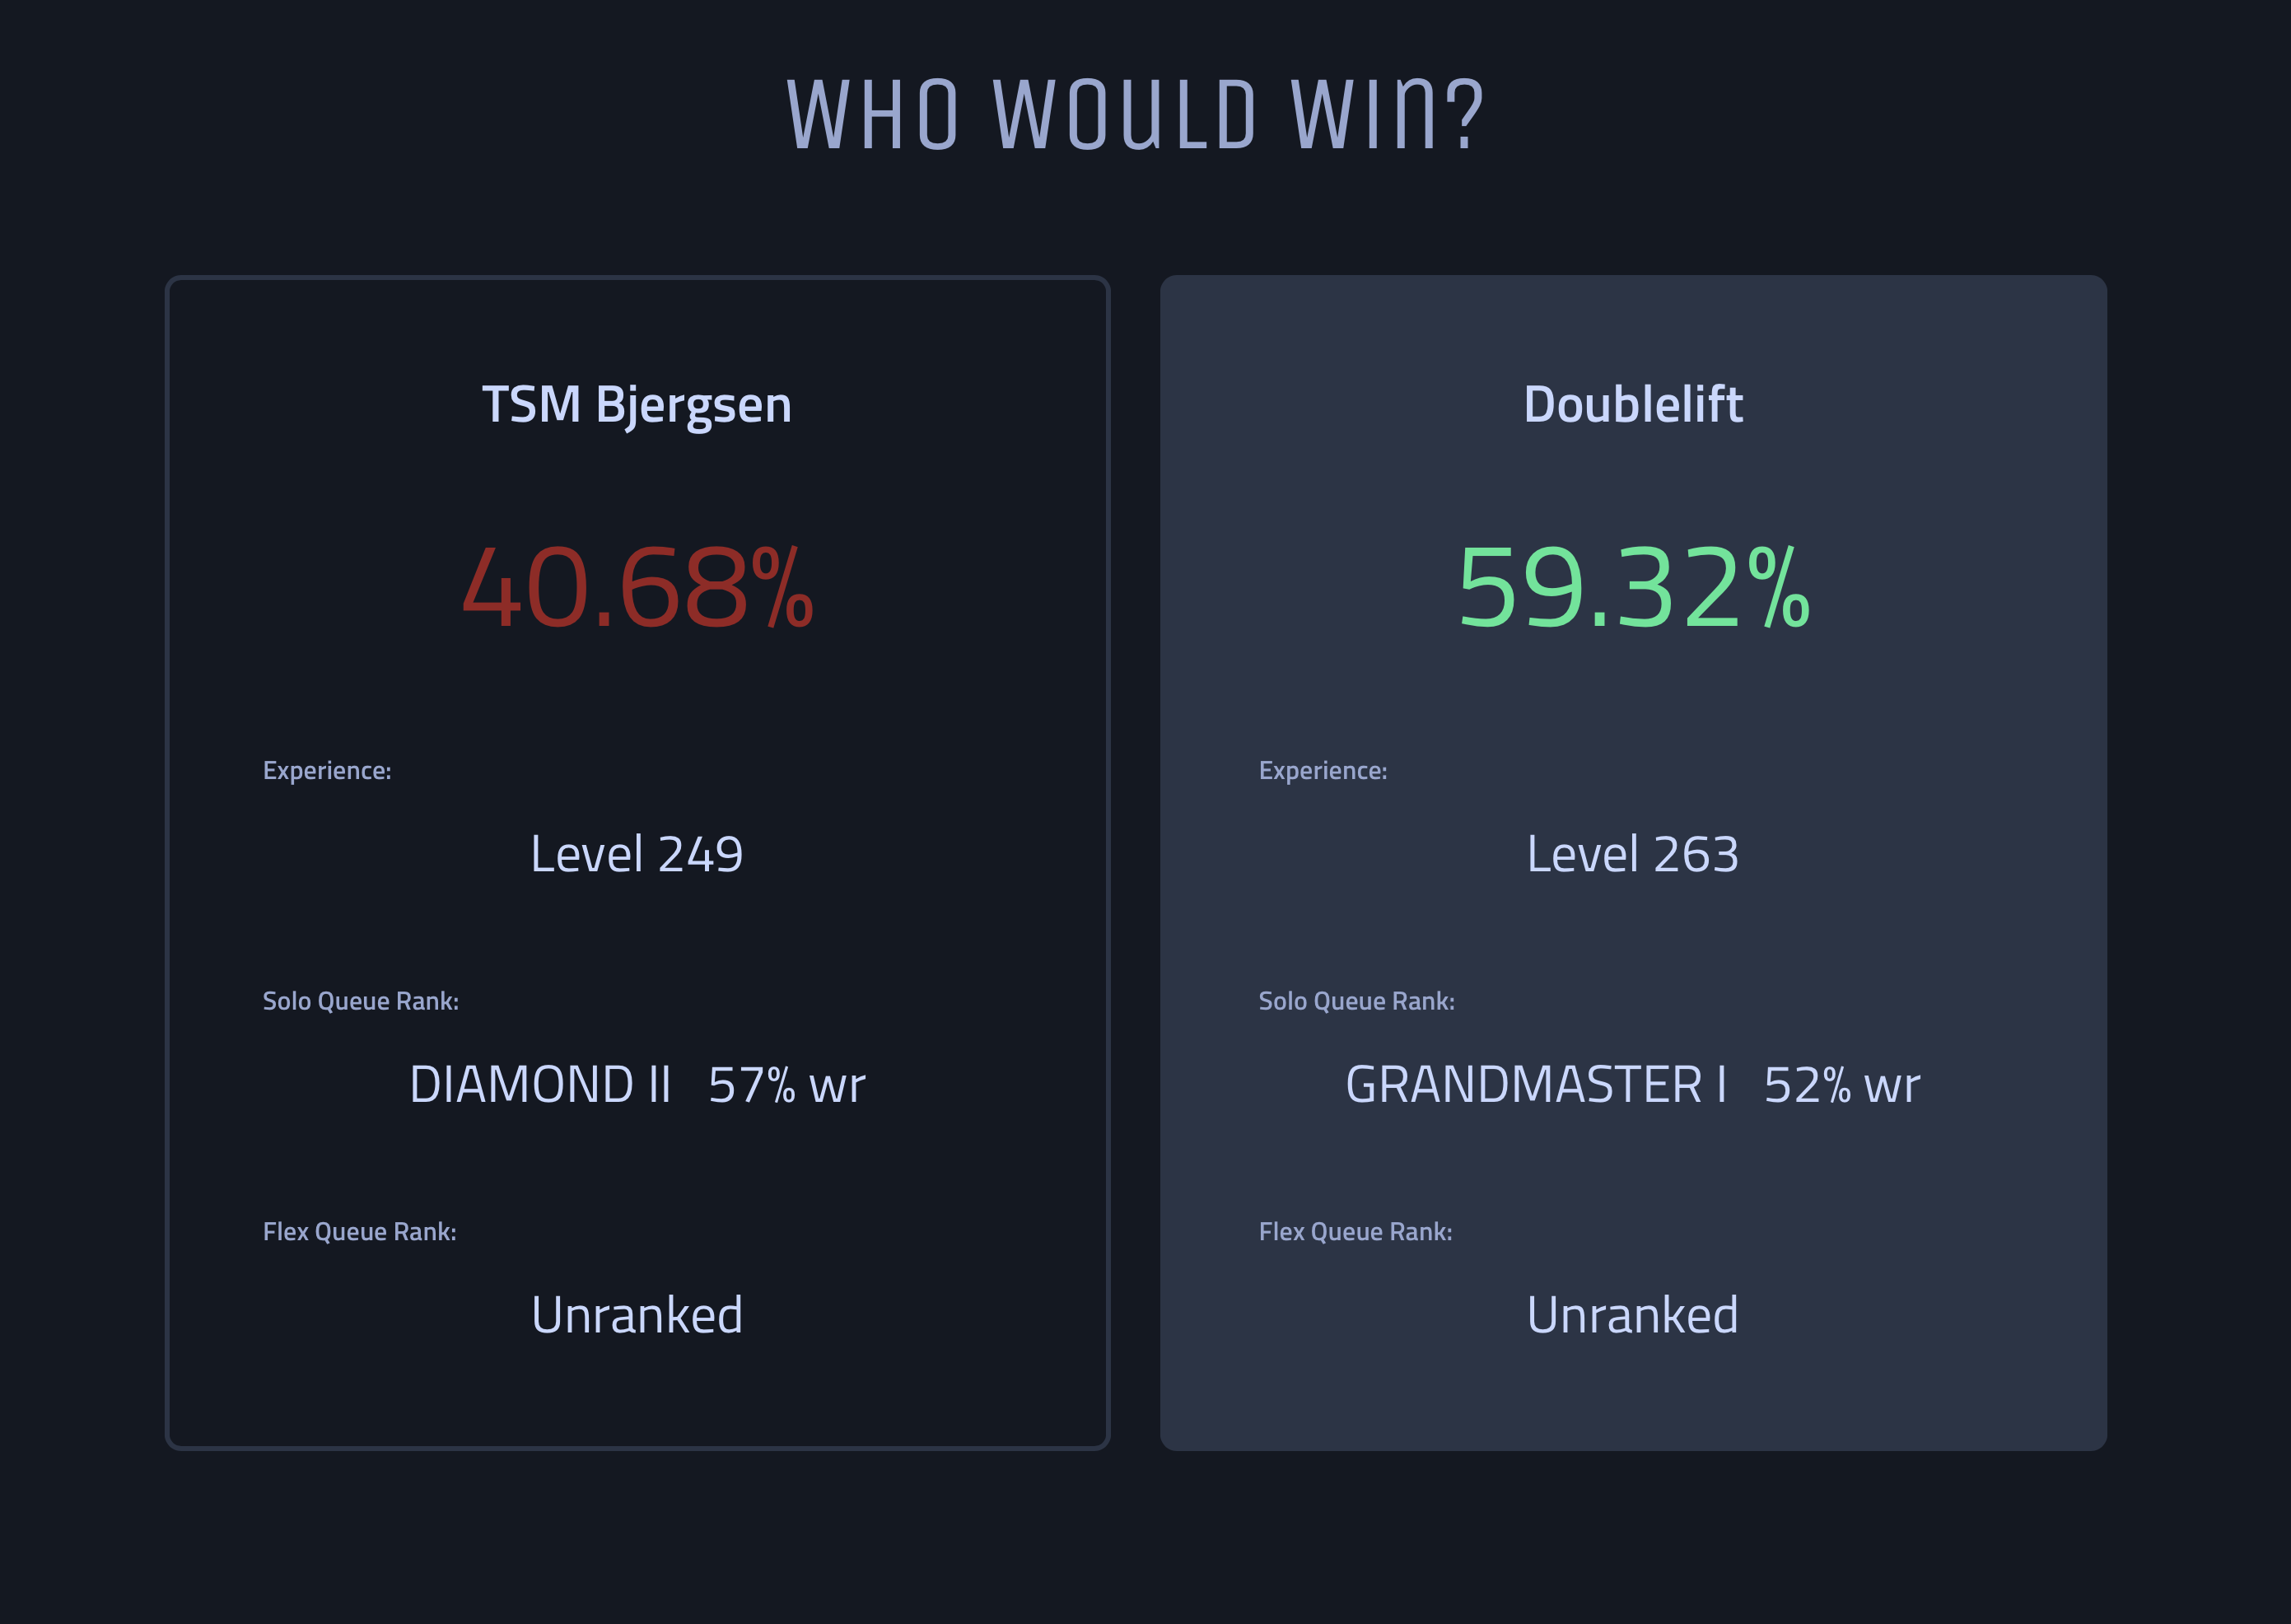 WHO WOULD WIN?
TSM Bjergsen
40.68%
Experience:
Level 249
Solo Queue Rank:
DIAMOND II 57% wr
Flex Queue Rank:
Unranked
Doublelift
59.32%
Experience:
Level 263
Solo Queue Rank:
GRANDMASTER I 52% wr
Flex Queue Rank:
Unranked